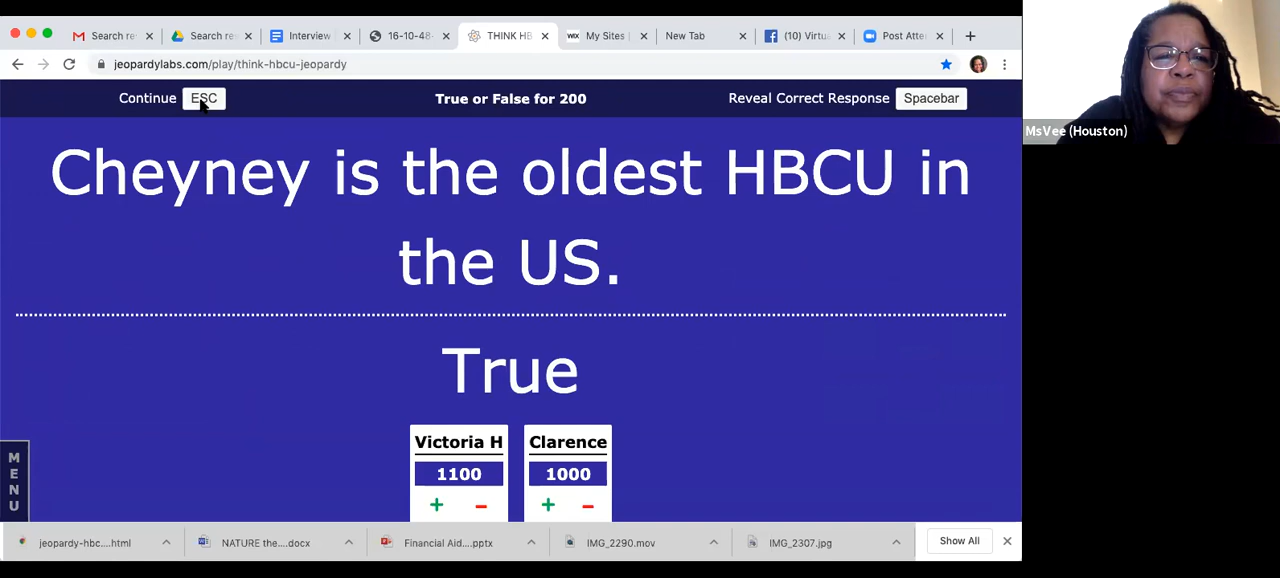 Search re
Search re
Interview
16-10-48-
THINK HB
WIX My Sites |
New Tab
(10) Virtua
Post Atte
jeopardylabs.com/play/think-hbcu-jeopardy
Continue ESC
True or False for 200
Reveal Correct Response Spacebar
Cheyney is the oldest HBCU in
the US.
True
Victoria H
1100
+ −
Clarence
1000
+ −
MENU
jeopardy-hbc....html
NATURE the....docx
Financial Aid....pptx
IMG_2290.mov
IMG_2307.jpg
Show All
MsVee (Houston)